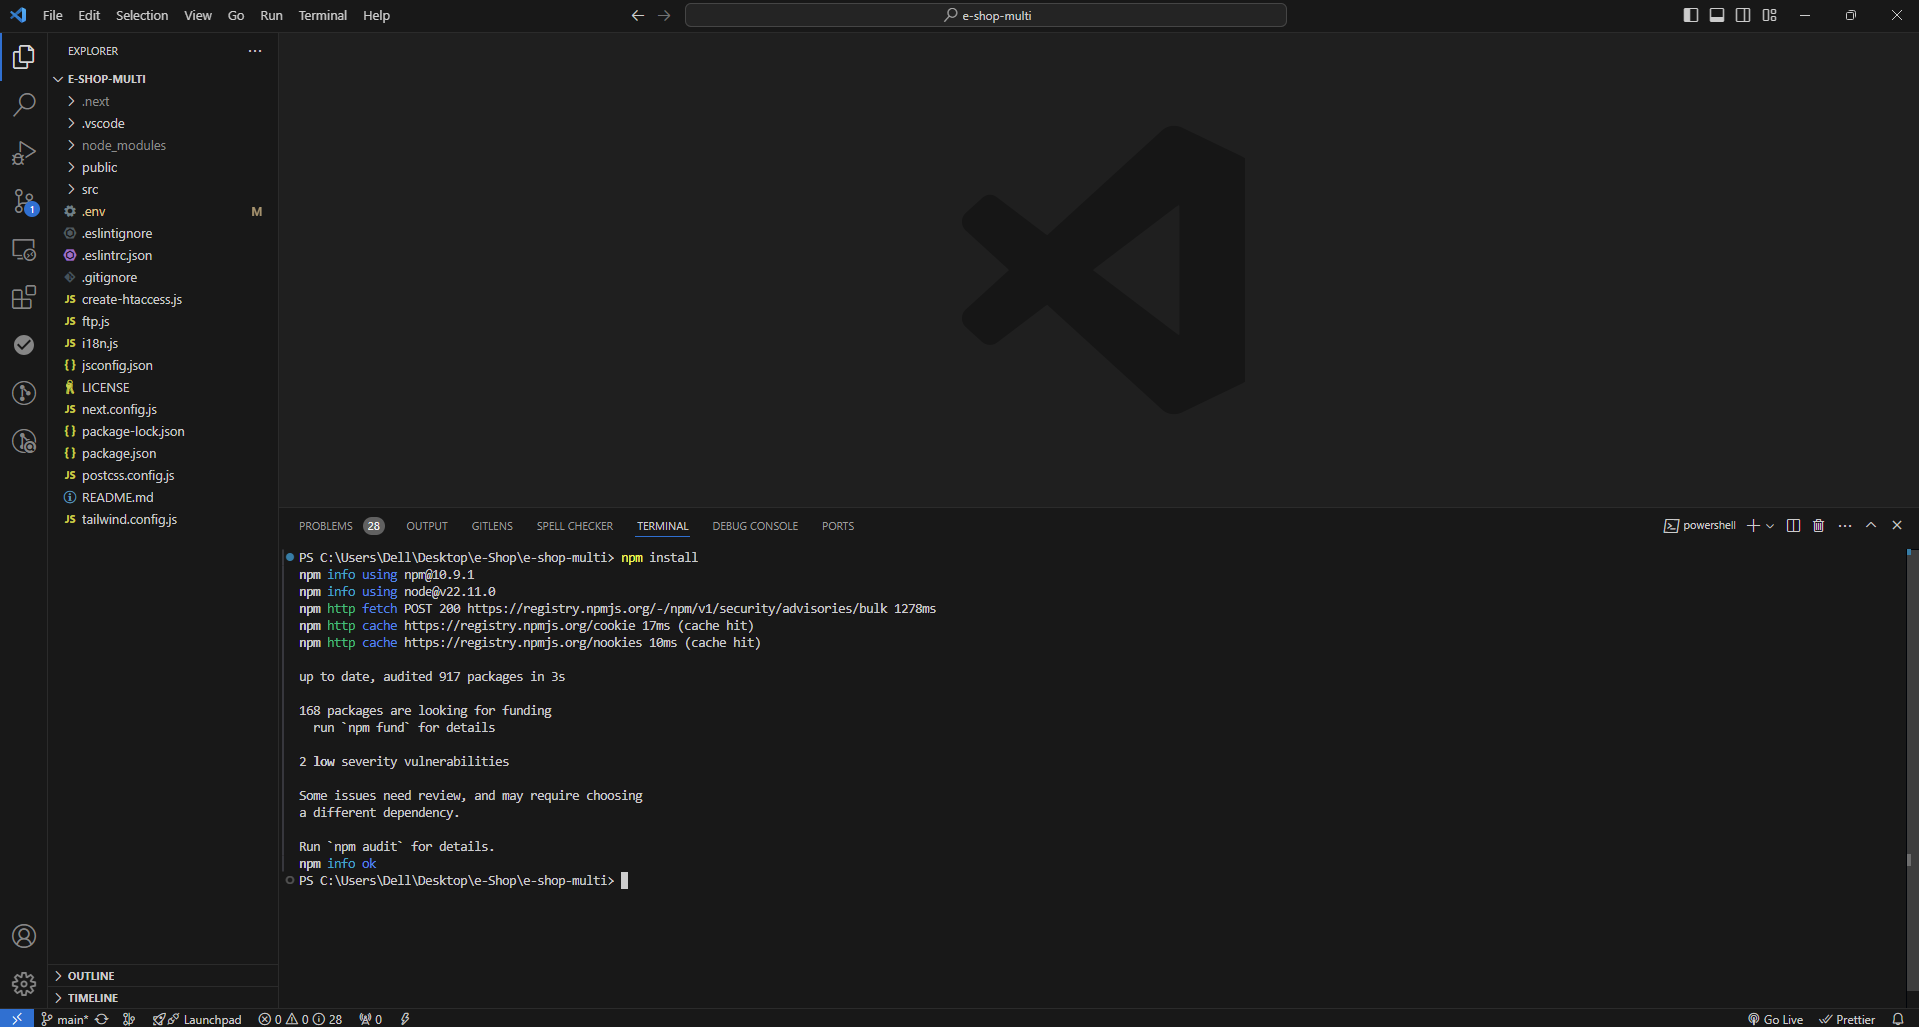 File Edit Selection View Go Run Terminal Help
e-shop-multi
EXPLORER
E-SHOP-MULTI
.next
.vscode
node_modules
public
src
.env M
.eslintignore
.eslintrc.json
.gitignore
JS create-htaccess.js
JS ftp.js
JS i18n.js
{} jsconfig.json
LICENSE
JS next.config.js
{} package-lock.json
{} package.json
JS postcss.config.js
README.md
JS tailwind.config.js
1
PROBLEMS 28 OUTPUT GITLENS SPELL CHECKER TERMINAL DEBUG CONSOLE PORTS
powershell
PS C:\Users\Dell\Desktop\e-Shop\e-shop-multi> npm install
npm info using npm@10.9.1
npm info using node@v22.11.0
npm http fetch POST 200 https://registry.npmjs.org/-/npm/v1/security/advisories/bulk 1278ms
npm http cache https://registry.npmjs.org/cookie 17ms (cache hit)
npm http cache https://registry.npmjs.org/nookies 10ms (cache hit)
up to date, audited 917 packages in 3s
168 packages are looking for funding
run `npm fund` for details
2 low severity vulnerabilities
Some issues need review, and may require choosing
a different dependency.
Run `npm audit` for details.
npm info ok
PS C:\Users\Dell\Desktop\e-Shop\e-shop-multi>
OUTLINE
TIMELINE
main* Launchpad 0 0 28 0 Go Live Prettier